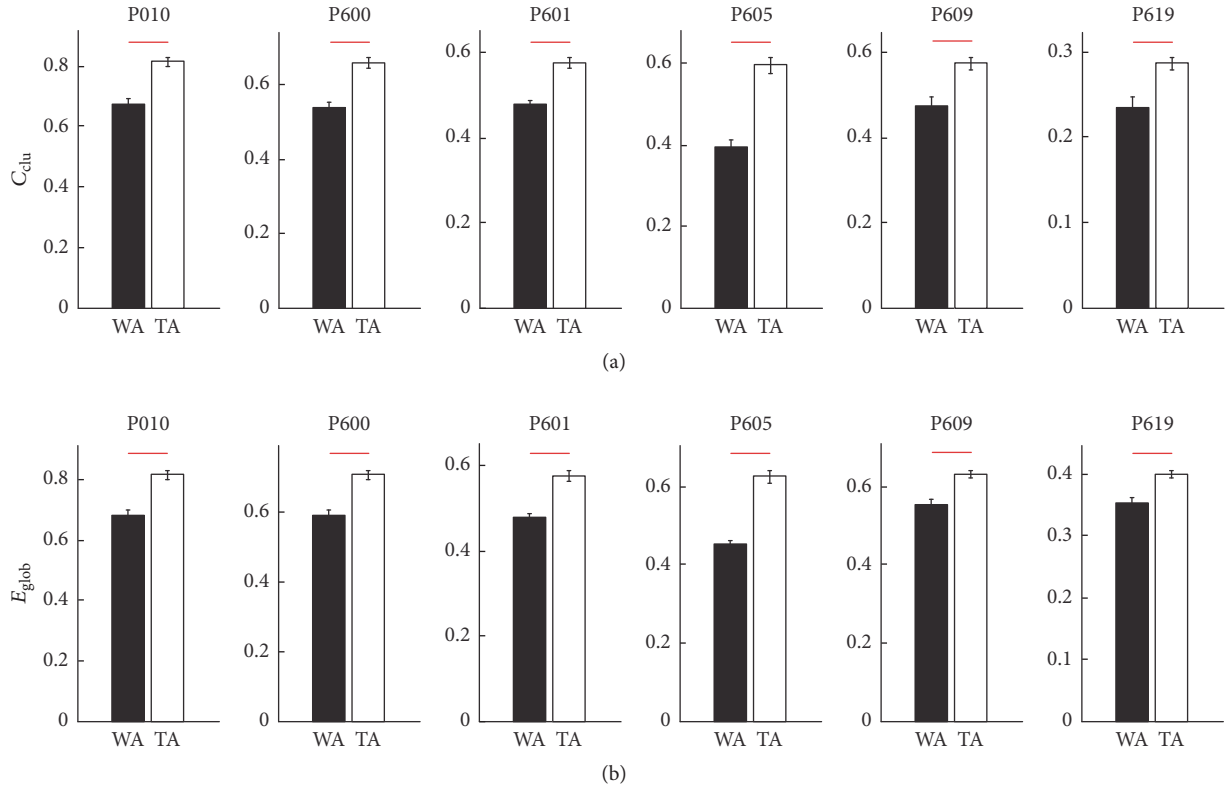 P010 P600 P601 P605 P609 P619
C_clu
0.8 0.6 0.4 0.2 0
0.6 0.4 0.2 0
0.6 0.4 0.2 0
0.6 0.4 0.2 0
0.6 0.4 0.2 0
0.3 0.2 0.1 0
WA TA WA TA WA TA WA TA WA TA WA TA
(a)
P010 P600 P601 P605 P609 P619
E_glob
0.8 0.6 0.4 0.2 0
0.6 0.4 0.2 0
0.6 0.4 0.2 0
0.6 0.4 0.2 0
0.6 0.4 0.2 0
0.4 0.3 0.2 0.1 0
WA TA WA TA WA TA WA TA WA TA WA TA
(b)